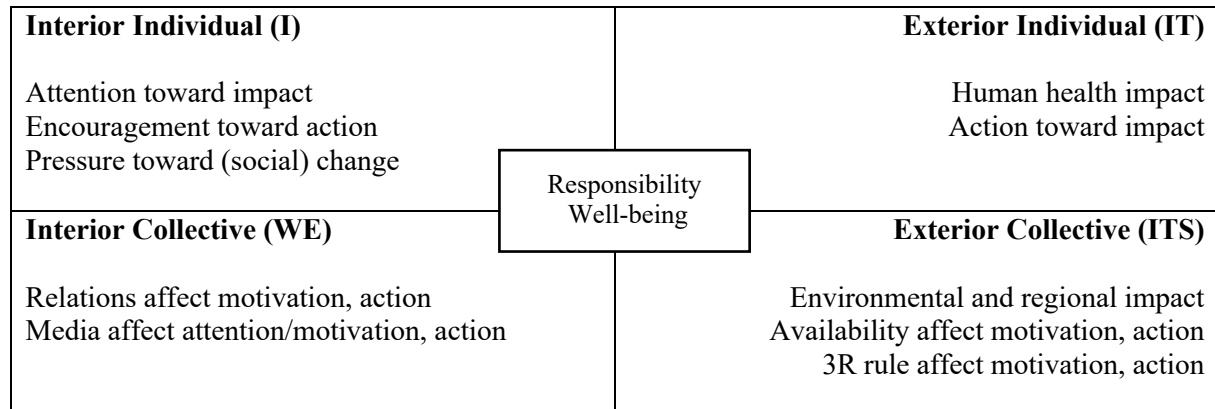 Interior Individual (I)
Attention toward impact
Encouragement toward action
Pressure toward (social) change
Exterior Individual (IT)
Human health impact
Action toward impact
Responsibility
Well-being
Interior Collective (WE)
Relations affect motivation, action
Media affect attention/motivation, action
Exterior Collective (ITS)
Environmental and regional impact
Availability affect motivation, action
3R rule affect motivation, action